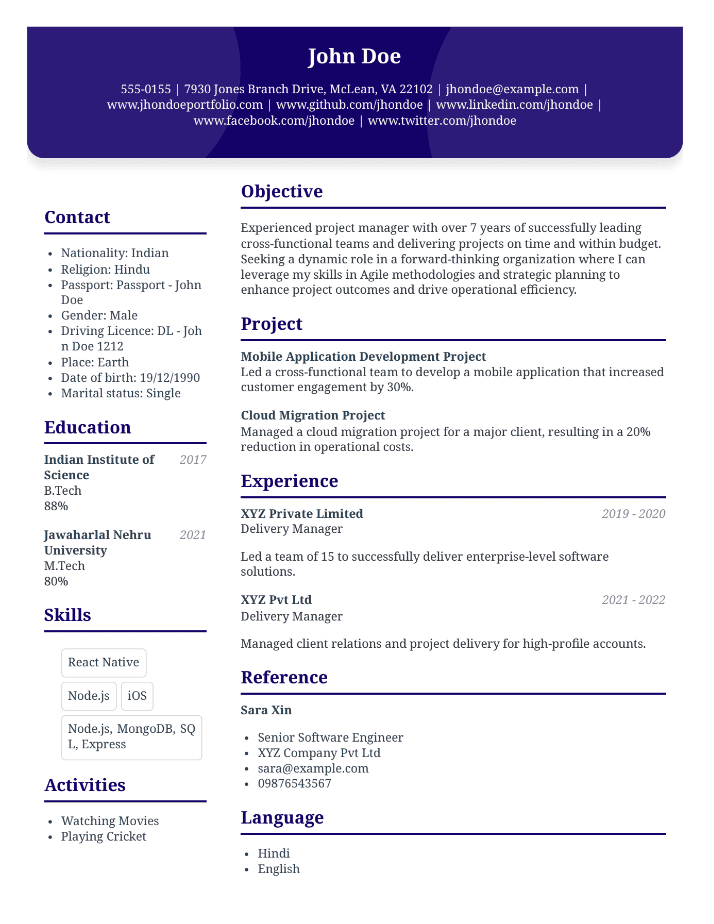 John Doe
555-0155 | 7930 Jones Branch Drive, McLean, VA 22102 | jhondoe@example.com |
www.jhondoeportfolio.com | www.github.com/jhondoe | www.linkedin.com/jhondoe |
www.facebook.com/jhondoe | www.twitter.com/jhondoe
Contact
• Nationality: Indian
• Religion: Hindu
• Passport: Passport - John
Doe
• Gender: Male
• Driving Licence: DL - Joh
n Doe 1212
• Place: Earth
• Date of birth: 19/12/1990
• Marital status: Single
Education
Indian Institute of 2017
Science
B.Tech
88%
Jawaharlal Nehru 2021
University
M.Tech
80%
Skills
React Native
Node.js iOS
Node.js, MongoDB, SQ
L, Express
Activities
• Watching Movies
• Playing Cricket
Objective
Experienced project manager with over 7 years of successfully leading
cross-functional teams and delivering projects on time and within budget.
Seeking a dynamic role in a forward-thinking organization where I can
leverage my skills in Agile methodologies and strategic planning to
enhance project outcomes and drive operational efficiency.
Project
Mobile Application Development Project
Led a cross-functional team to develop a mobile application that increased
customer engagement by 30%.
Cloud Migration Project
Managed a cloud migration project for a major client, resulting in a 20%
reduction in operational costs.
Experience
XYZ Private Limited 2019 - 2020
Delivery Manager
Led a team of 15 to successfully deliver enterprise-level software
solutions.
XYZ Pvt Ltd 2021 - 2022
Delivery Manager
Managed client relations and project delivery for high-profile accounts.
Reference
Sara Xin
• Senior Software Engineer
• XYZ Company Pvt Ltd
• sara@example.com
• 09876543567
Language
• Hindi
• English